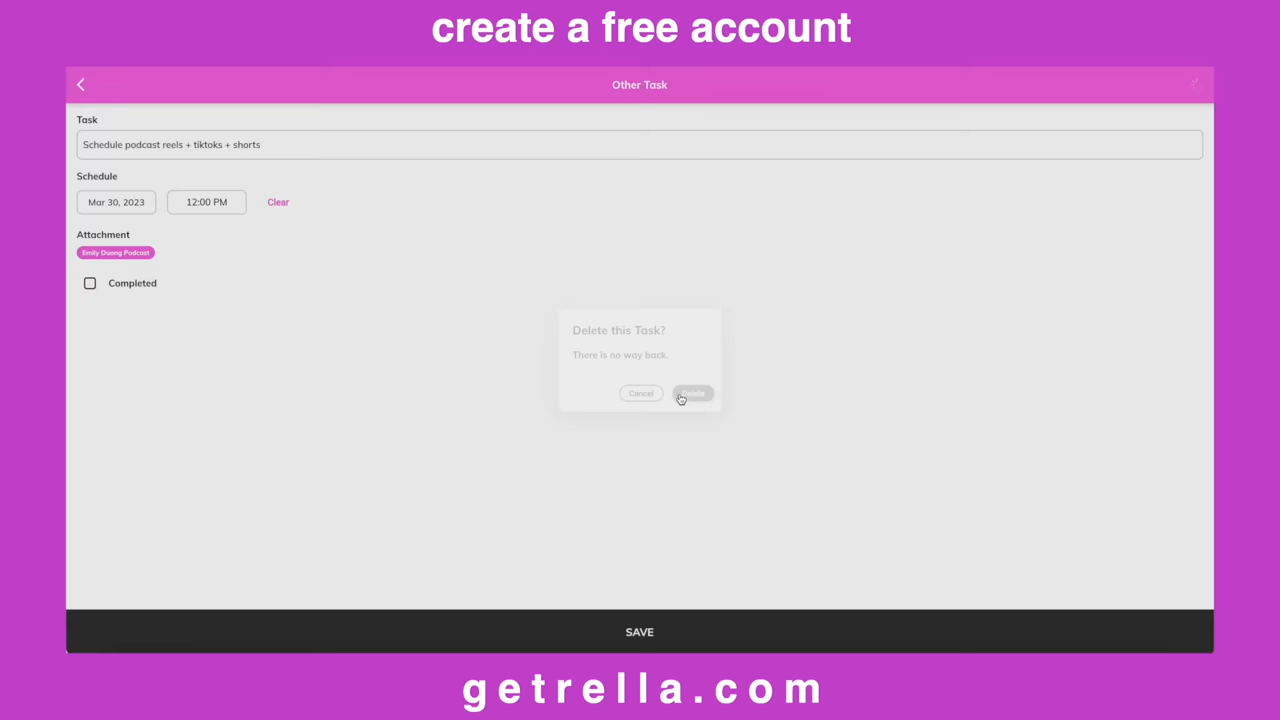 create a free account
Other Task
Task
Schedule podcast reels + tiktoks + shorts
Schedule
Mar 30, 2023
12:00 PM
Clear
Attachment
Emily Duong Podcast
Completed
Delete this Task?
There is no way back.
Cancel
Delete
SAVE
getrella.com